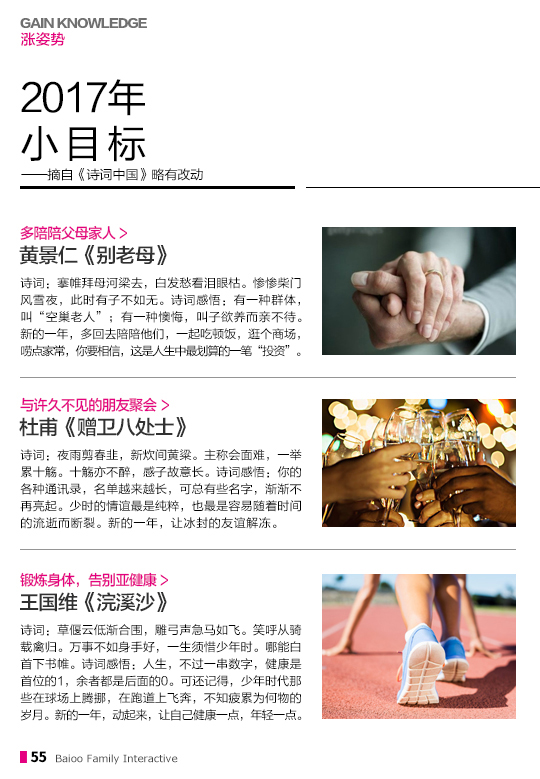 GAIN KNOWLEDGE
涨姿势
2017年
小目标
——摘自《诗词中国》略有改动
多陪陪父母家人 >
黄景仁《别老母》
诗词：搴帷拜母河梁去，白发愁看泪眼枯。惨惨柴门
风雪夜，此时有子不如无。诗词感悟：有一种群体，
叫“空巢老人”；有一种懊悔，叫子欲养而亲不待。
新的一年，多回去陪陪他们，一起吃顿饭，逛个商场，
唠点家常，你要相信，这是人生中最划算的一笔“投资”。
与许久不见的朋友聚会 >
杜甫《赠卫八处士》
诗词：夜雨剪春韭，新炊间黄粱。主称会面难，一举
累十觞。十觞亦不醉，感子故意长。诗词感悟：你的
各种通讯录，名单越来越长，可总有些名字，渐渐不
再亮起。少时的情谊最是纯粹，也最是容易随着时间
的流逝而断裂。新的一年，让冰封的友谊解冻。
锻炼身体，告别亚健康 >
王国维《浣溪沙》
诗词：草偃云低渐合围，雕弓声急马如飞。笑呼从骑
载禽归。万事不如身手好，一生须惜少年时。哪能白
首下书帷。诗词感悟：人生，不过一串数字，健康是
首位的1，余者都是后面的0。可还记得，少年时代那
些在球场上腾挪，在跑道上飞奔，不知疲累为何物的
岁月。新的一年，动起来，让自己健康一点，年轻一点。
55 Baioo Family Interactive